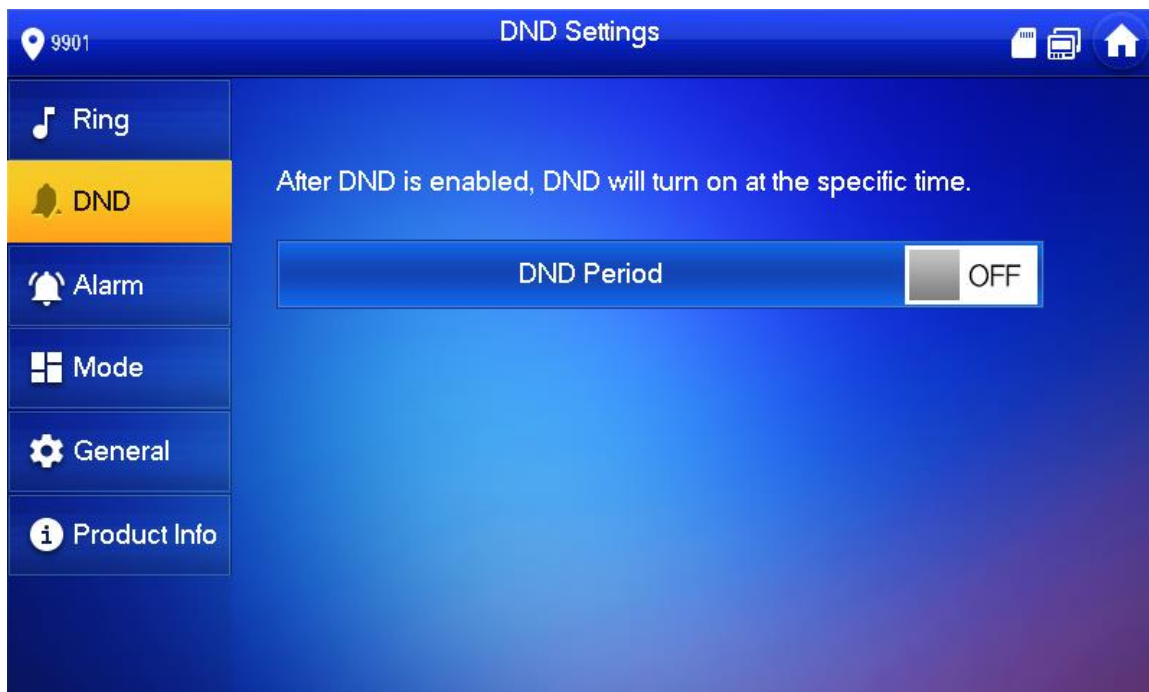 9901
DND Settings
Ring
DND
After DND is enabled, DND will turn on at the specific time.
DND Period
OFF
Alarm
Mode
General
Product Info